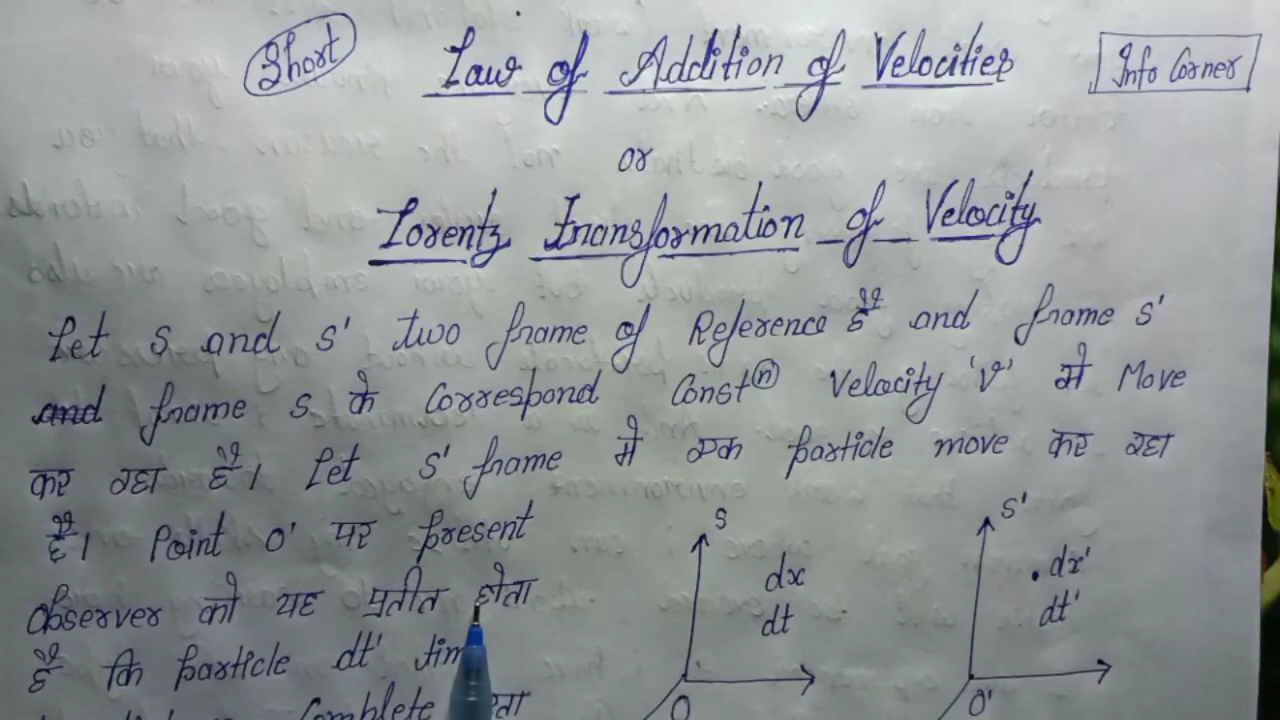 Short
Law of Addition of Velocities
Info Corner
or
Lorentz Transformation of Velocity
Let S and S' two frame of Reference है and frame S'
and frame S के Correspond Constⁿ Velocity 'v' से Move
कर रहा है। Let S' frame में एक particle move कर रहा
है। Point O' पर present
Observer को यह प्रतीत होता
है कि particle dt' tim
Complete
S
dx
dt
O
S'
dx'
dt'
O'